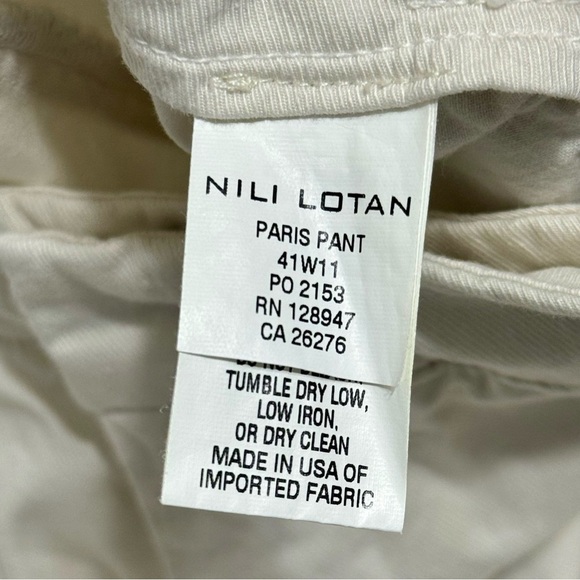 NILI LOTAN
PARIS PANT
41W11
PO 2153
RN 128947
CA 26276
TUMBLE DRY LOW,
LOW IRON,
OR DRY CLEAN
MADE IN USA OF
IMPORTED FABRIC